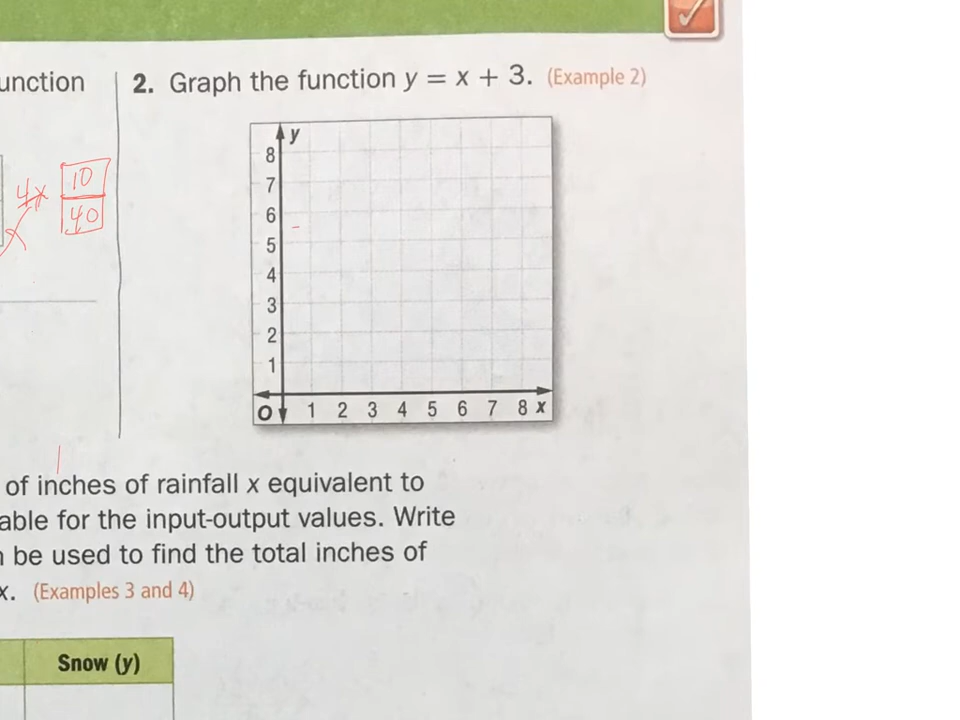 unction
2. Graph the function y = x + 3. (Example 2)
4x
10
40
x
y
8
7
6
5
4
3
2
1
O 1 2 3 4 5 6 7 8 x
of inches of rainfall x equivalent to
able for the input-output values. Write
n be used to find the total inches of
x. (Examples 3 and 4)
Snow (y)